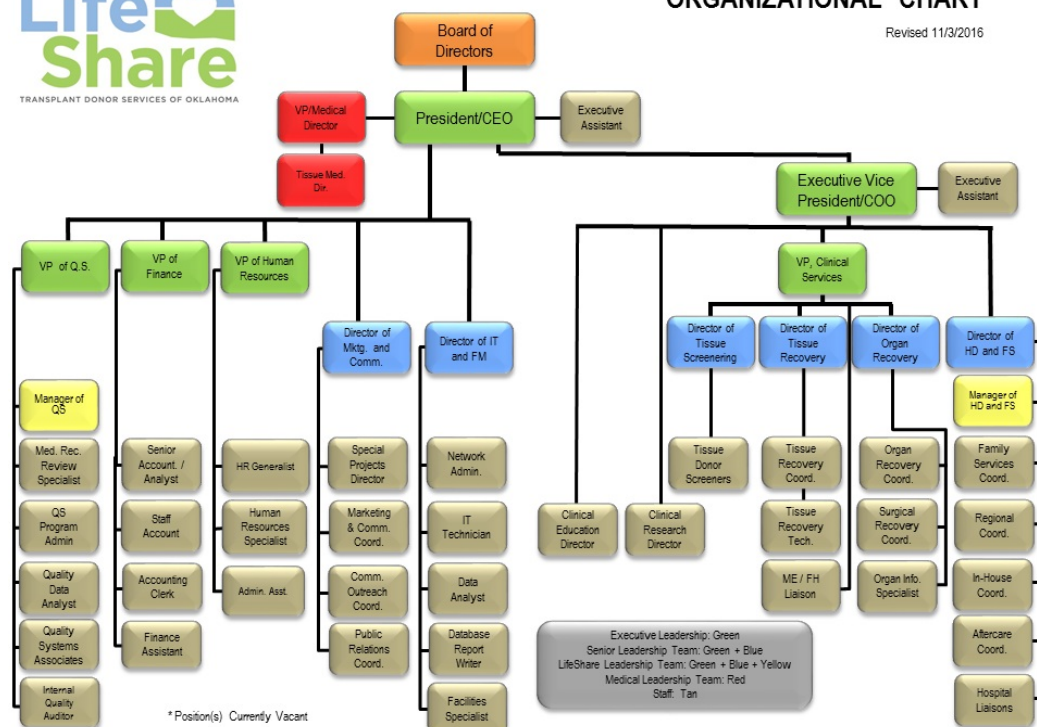 Life
Share
TRANSPLANT DONOR SERVICES OF OKLAHOMA
ORGANIZATIONAL CHART
Revised 11/3/2016
Board of
Directors
VP/Medical
Director
President/CEO
Executive
Assistant
Tissue Med.
Dir.
Executive Vice
President/COO
Executive
Assistant
VP of Q.S.
VP of
Finance
VP of Human
Resources
VP, Clinical
Services
Director of
Mktg. and
Comm.
Director of IT
and FM
Director of
Tissue
Screenering
Director of
Tissue
Recovery
Director of
Organ
Recovery
Director of
HD and FS
Manager of
QS
Manager of
HD and FS
Med. Rec.
Review
Specialist
Senior
Account. /
Analyst
HR Generalist
Special
Projects
Director
Network
Admin.
Tissue
Donor
Screeners
Tissue
Recovery
Coord.
Organ
Recovery
Coord.
Family
Services
Coord.
QS
Program
Admin
Staff
Account
Human
Resources
Specialist
Marketing
& Comm.
Coord.
IT
Technician
Clinical
Education
Director
Clinical
Research
Director
Tissue
Recovery
Tech.
Surgical
Recovery
Coord.
Regional
Coord.
Quality
Data
Analyst
Accounting
Clerk
Admin. Asst.
Comm.
Outreach
Coord.
Data
Analyst
ME / FH
Liaison
Organ Info.
Specialist
In-House
Coord.
Quality
Systems
Associates
Finance
Assistant
Public
Relations
Coord.
Database
Report
Writer
Aftercare
Coord.
Internal
Quality
Auditor
Facilities
Specialist
Hospital
Liaisons
Executive Leadership: Green
Senior Leadership Team: Green + Blue
LifeShare Leadership Team: Green + Blue + Yellow
Medical Leadership Team: Red
Staff: Tan
* Position(s) Currently Vacant